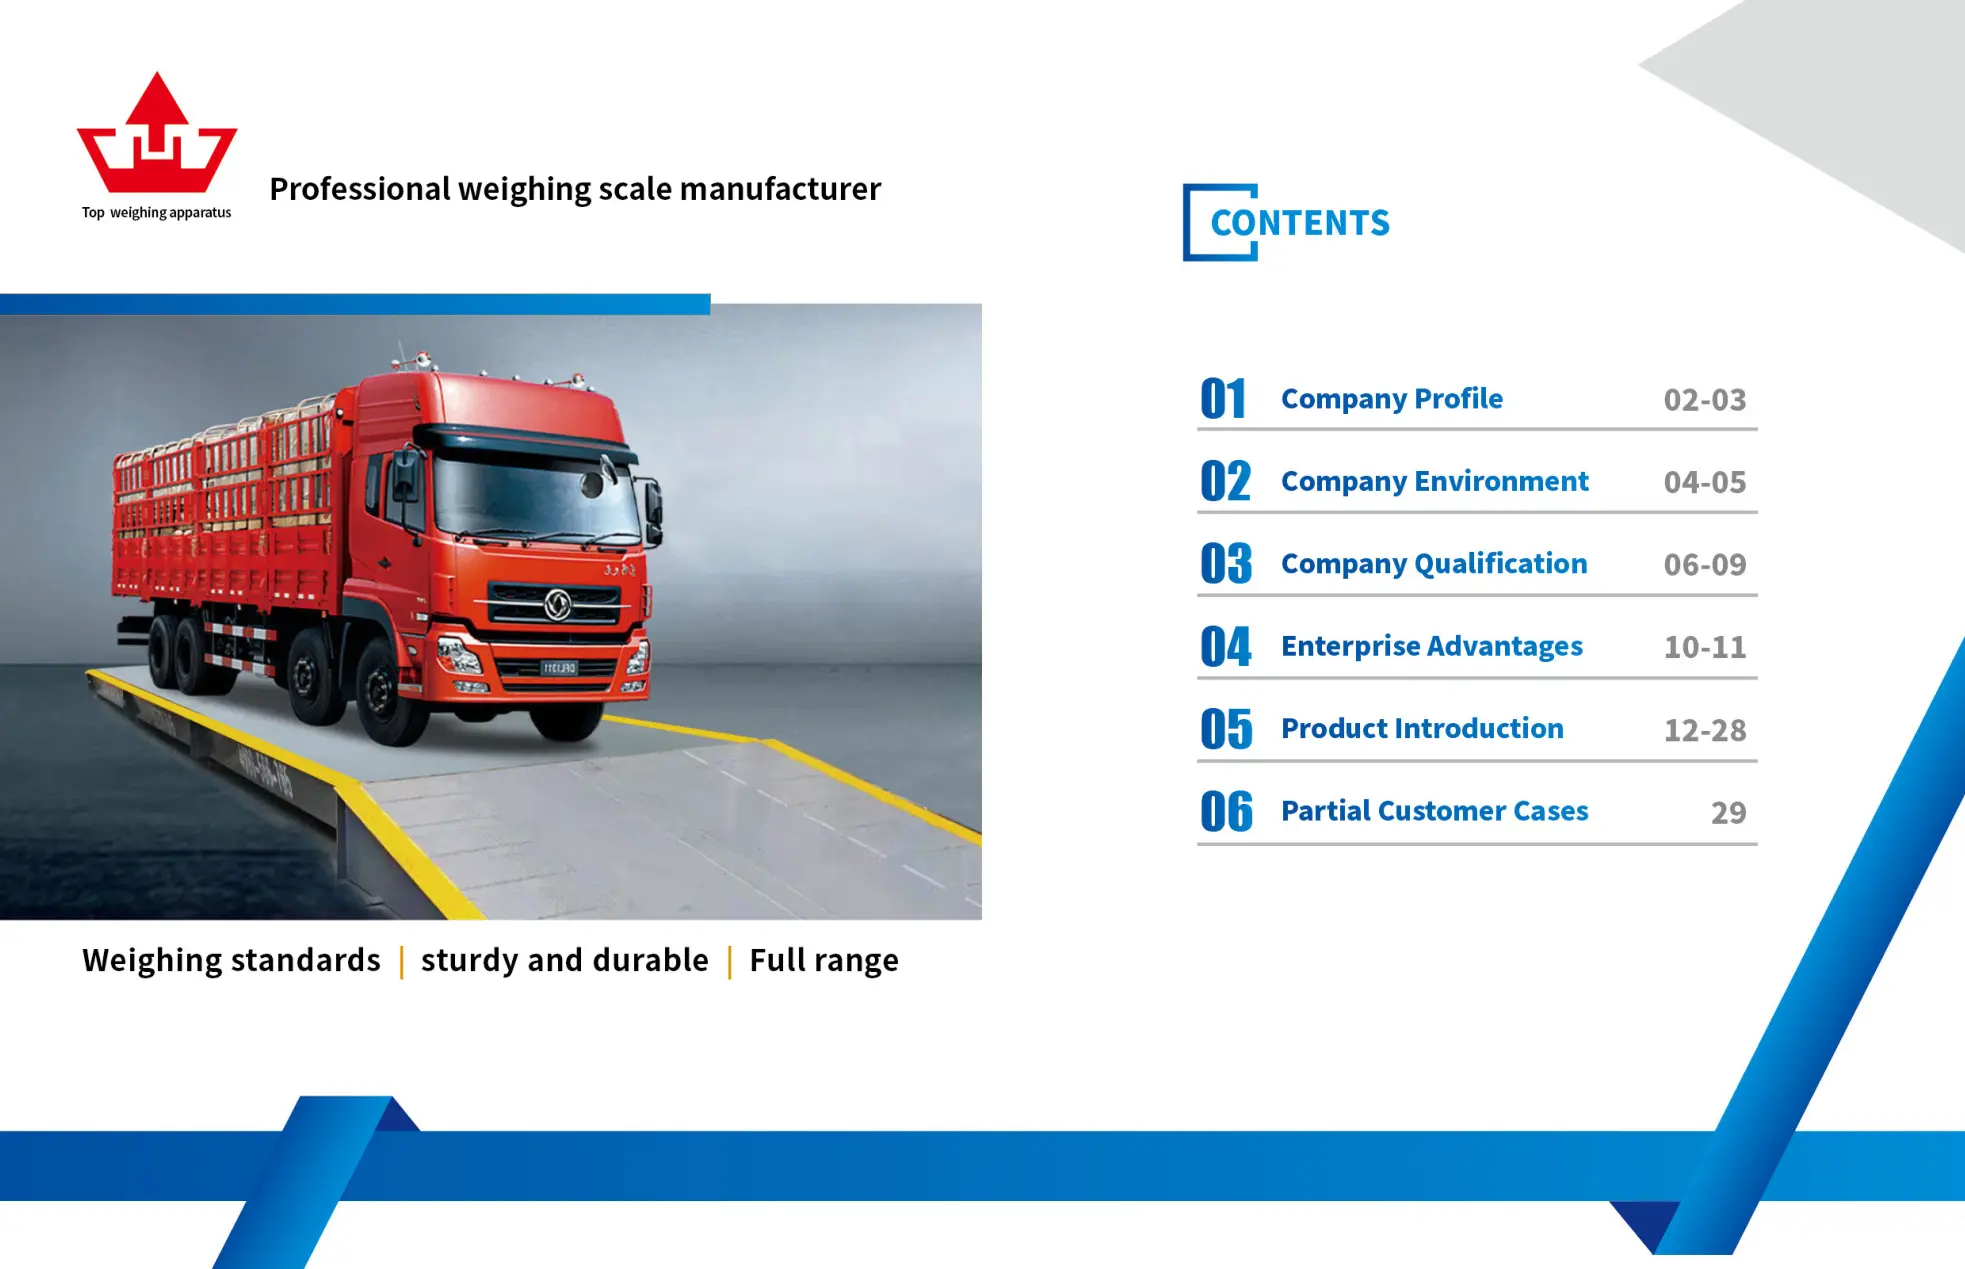 Top weighing apparatus
Professional weighing scale manufacturer
Weighing standards | sturdy and durable | Full range
CONTENTS
01 Company Profile 02-03
02 Company Environment 04-05
03 Company Qualification 06-09
04 Enterprise Advantages 10-11
05 Product Introduction 12-28
06 Partial Customer Cases 29